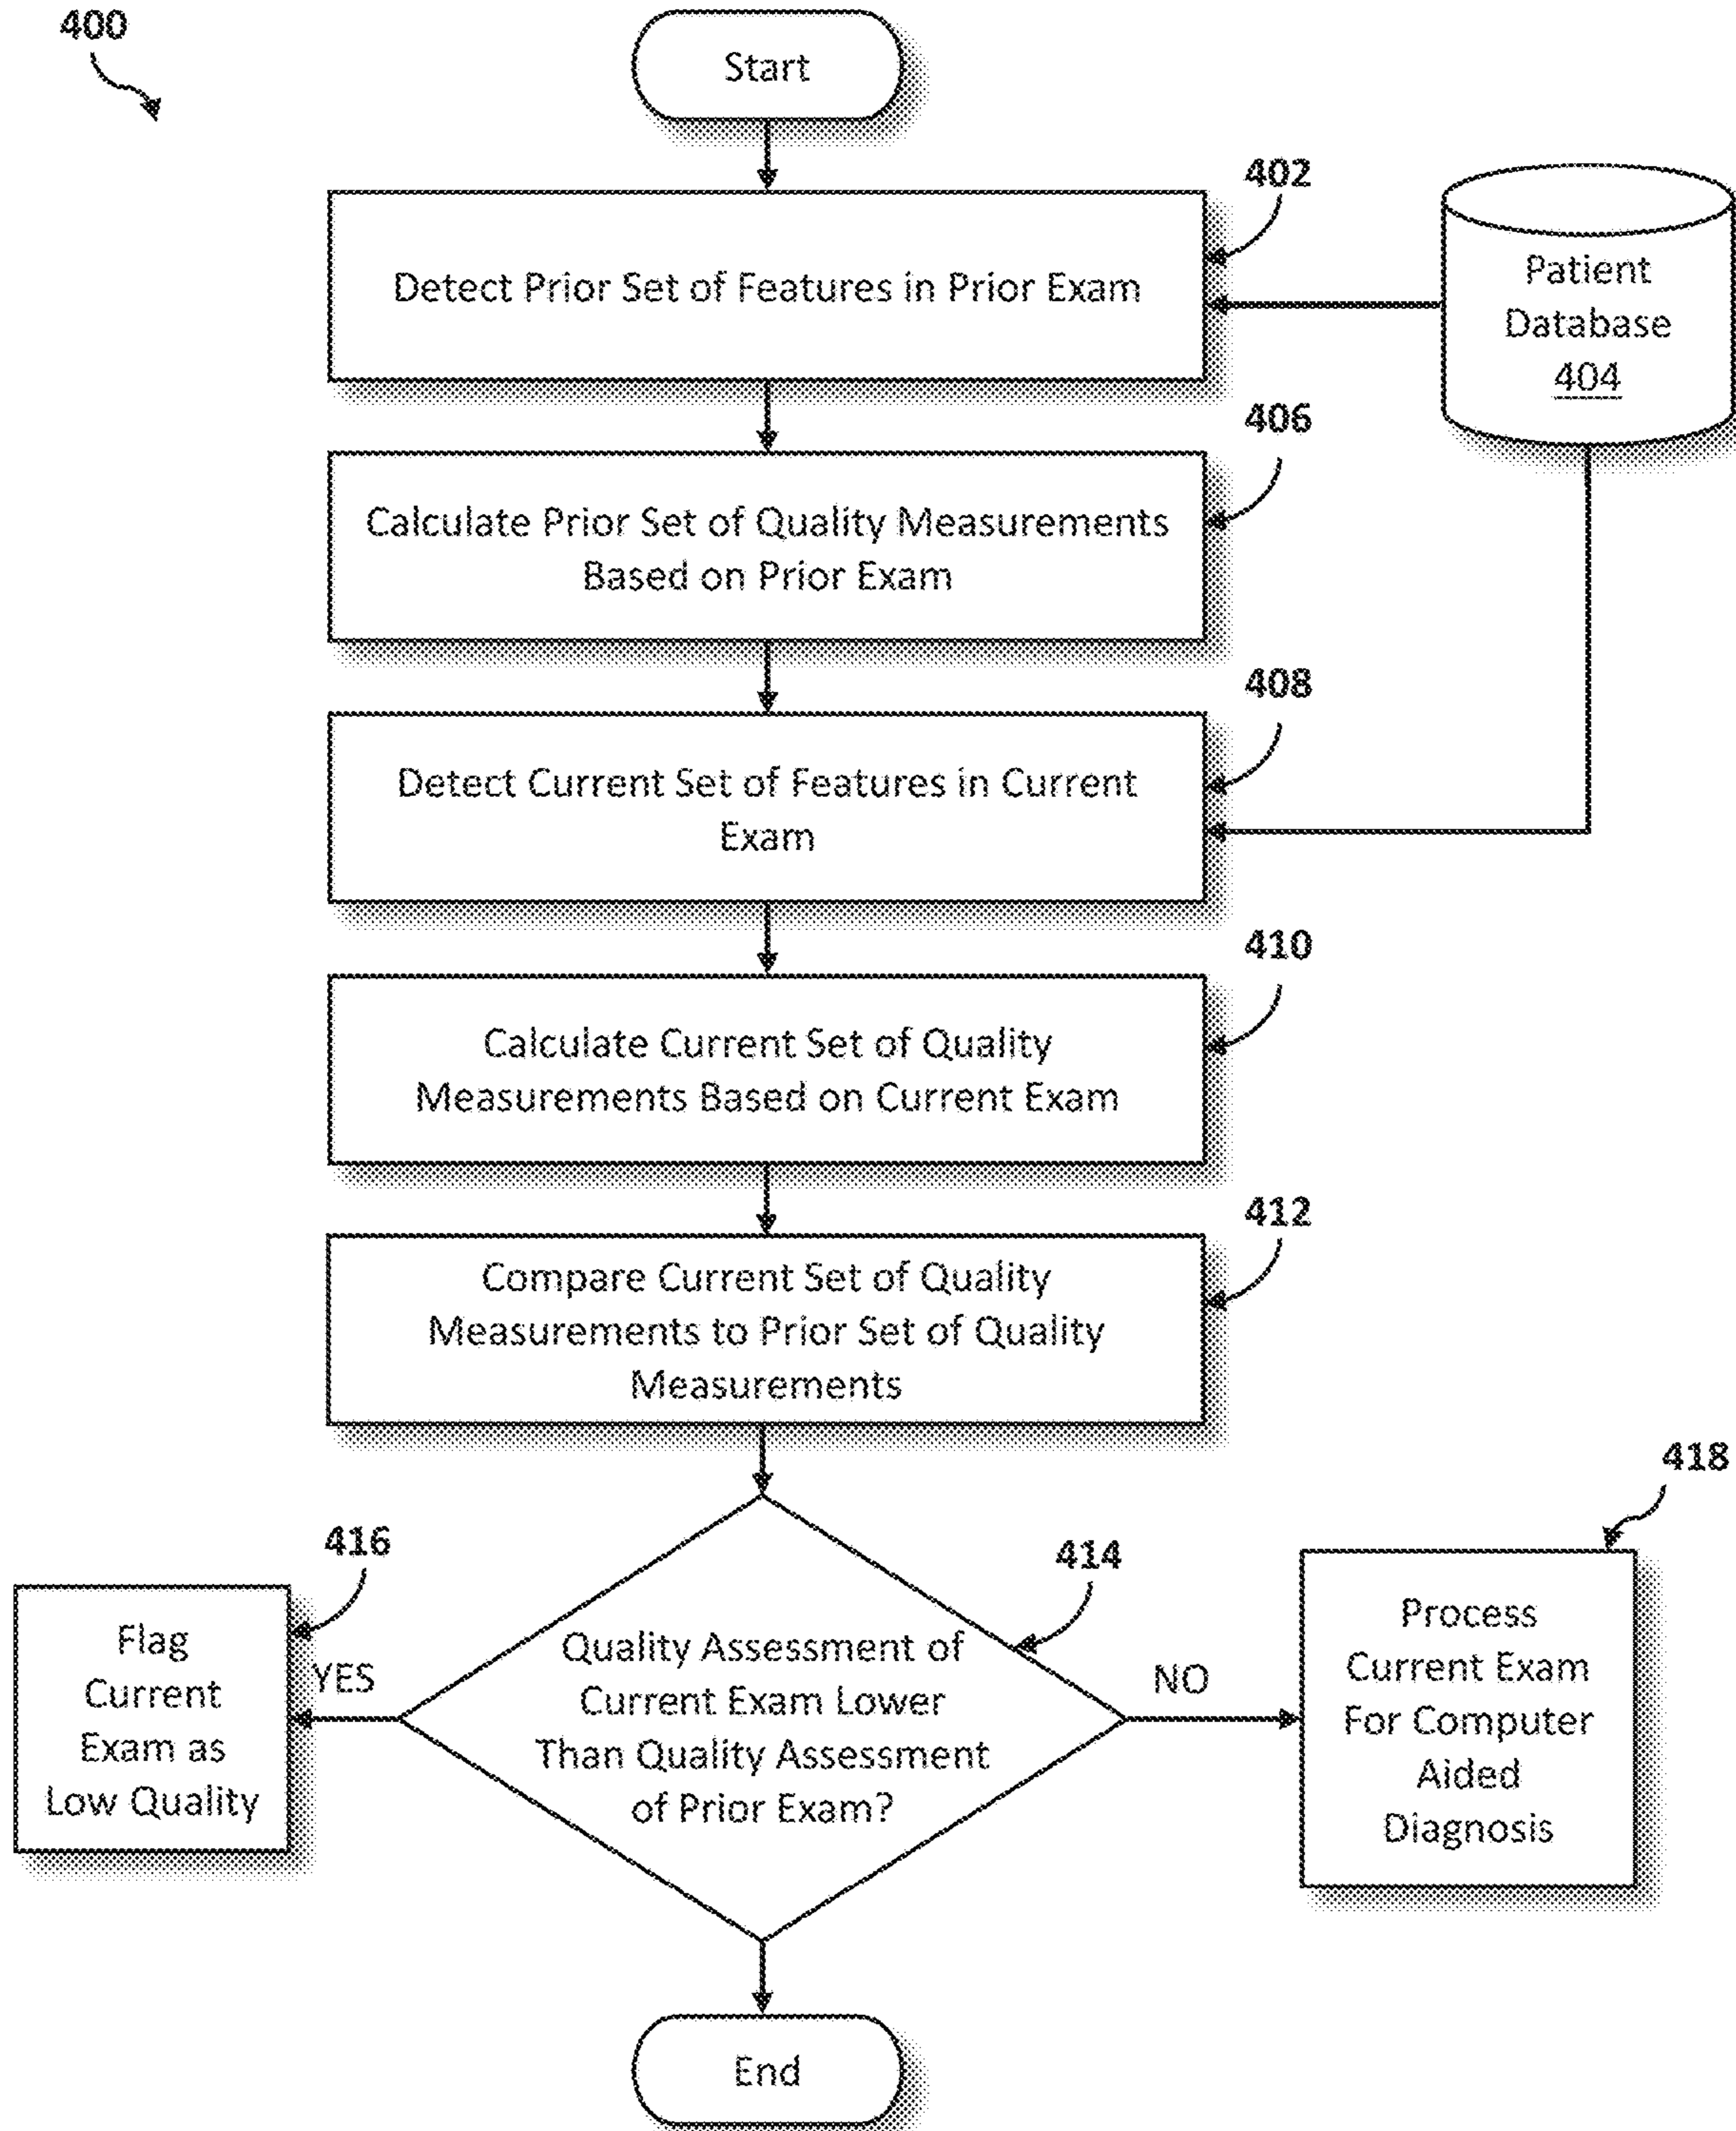 400
Start
402
Detect Prior Set of Features in Prior Exam
Patient
Database
404
406
Calculate Prior Set of Quality Measurements
Based on Prior Exam
408
Detect Current Set of Features in Current
Exam
410
Calculate Current Set of Quality
Measurements Based on Current Exam
412
Compare Current Set of Quality
Measurements to Prior Set of Quality
Measurements
416
Flag
Current
Exam as
Low Quality
YES
414
Quality Assessment of
Current Exam Lower
Than Quality Assessment
of Prior Exam?
NO
418
Process
Current Exam
For Computer
Aided
Diagnosis
End